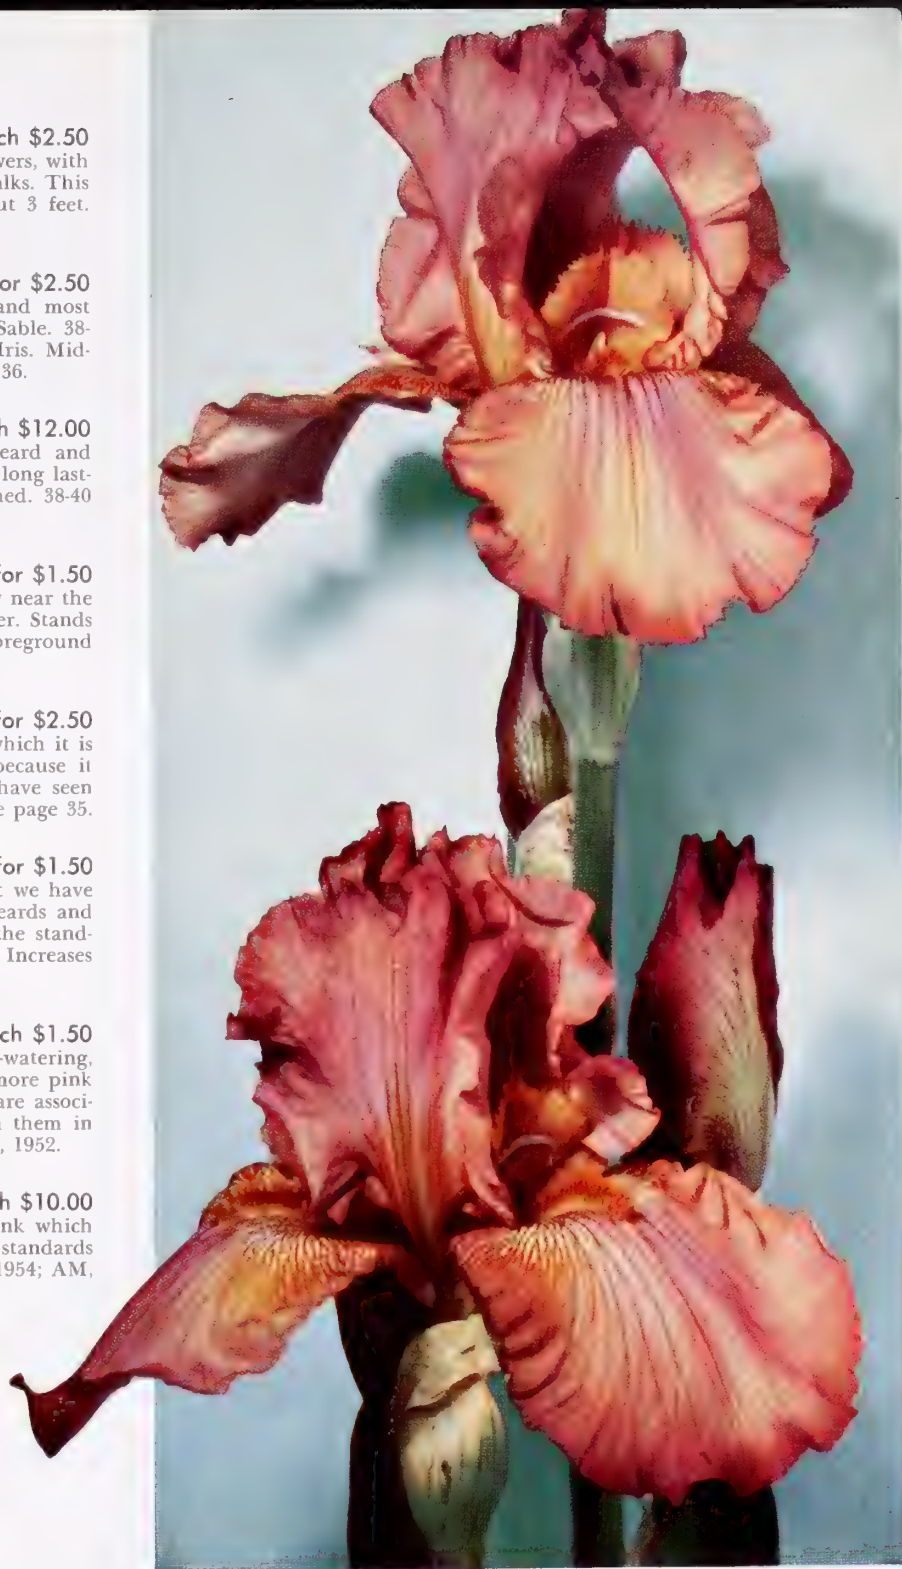 ch $2.50
vers, with
alks. This
ut 3 feet.
or $2.50
and most
Sable. 38-
Iris. Mid-
36.
h $12.00
eard and
long last-
ned. 38-40
for $1.50
near the
er. Stands
oreground
for $2.50
which it is
because it
have seen
e page 35.
for $1.50
t we have
eards and
the stand-
Increases
ch $1.50
-watering,
more pink
are associ-
them in
, 1952.
h $10.00
nk which
standards
1954; AM,